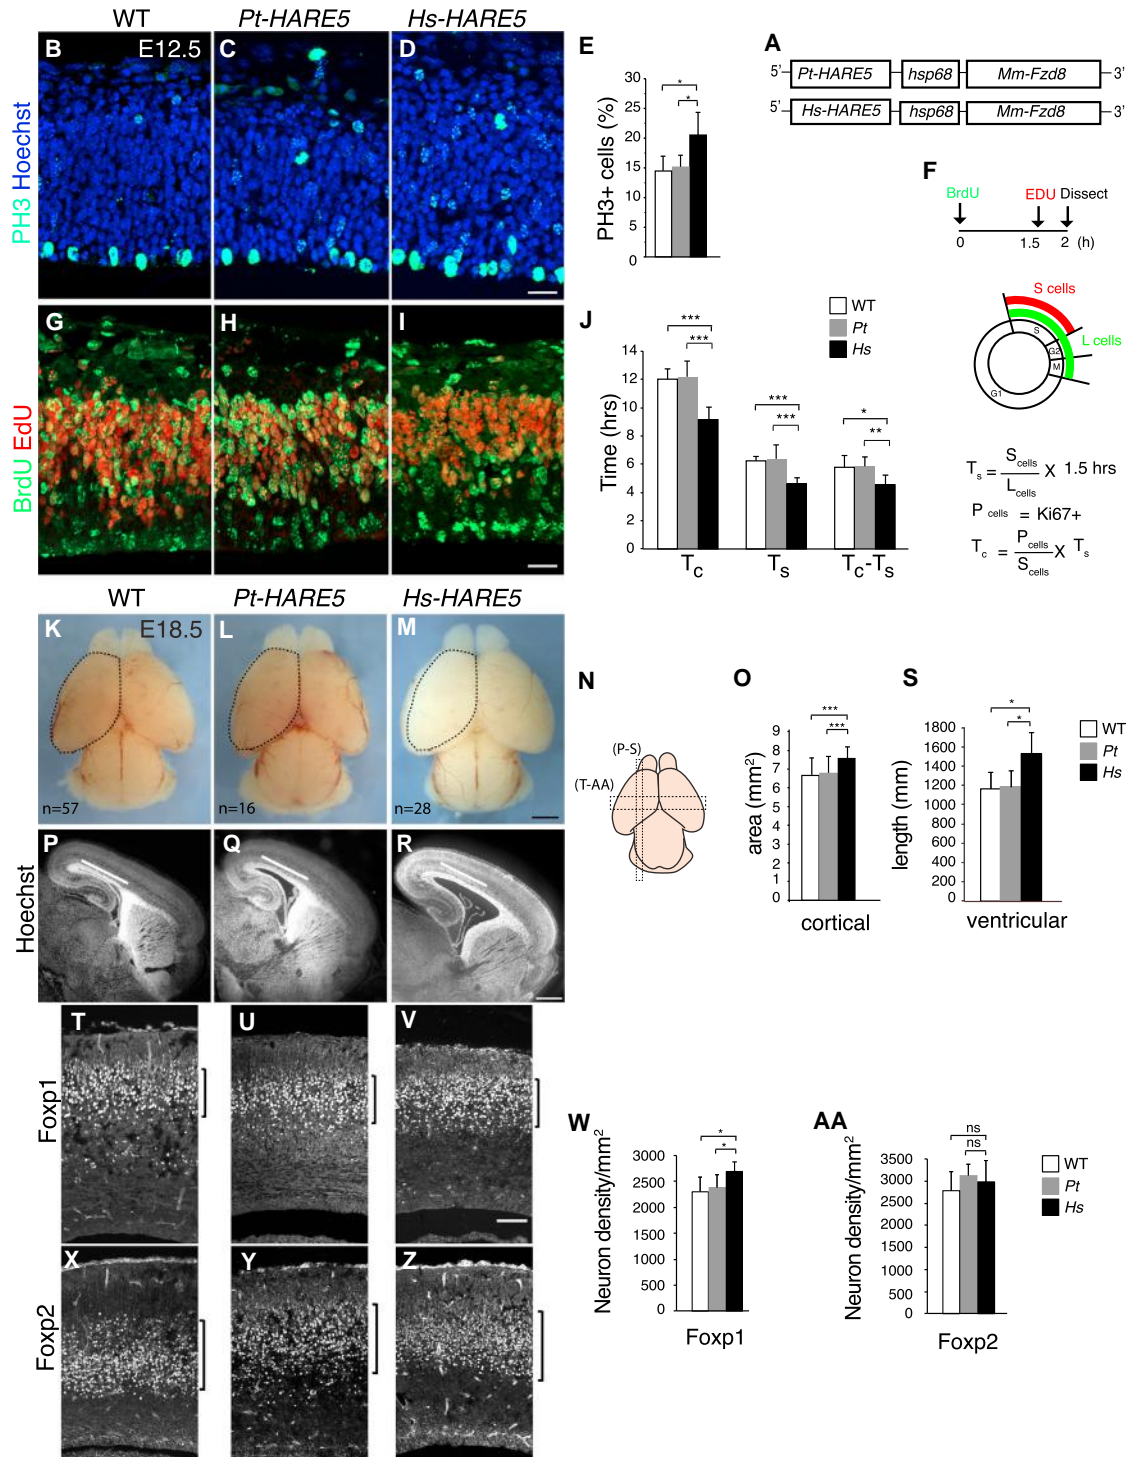 WT
Pt-HARE5
Hs-HARE5
B
E12.5
C
D
PH3 Hoechst
E
30
25
20
15
10
5
0
PH3+ cells (%)
*
*
A
5'
Pt-HARE5
hsp68
Mm-Fzd8
3'
5'
Hs-HARE5
hsp68
Mm-Fzd8
3'
F
BrdU
EDU
Dissect
0
1.5
2
(h)
S cells
L cells
S
G2
M
G1
Ts = Scells / Lcells X 1.5 hrs
Pcells = Ki67+
Tc = Pcells / Scells X Ts
G
H
I
BrdU EdU
J
WT
Pt
Hs
14
12
10
8
6
4
2
0
Time (hrs)
***
***
***
***
*
**
Tc
Ts
Tc-Ts
WT
Pt-HARE5
Hs-HARE5
K
E18.5
L
M
n=57
n=16
n=28
N
(P-S)
(T-AA)
O
9
8
7
6
5
4
3
2
1
0
area (mm²)
***
***
cortical
S
1800
1600
1400
1200
1000
800
600
400
200
0
length (mm)
*
*
ventricular
WT
Pt
Hs
P
Q
R
Hoechst
T
U
V
Foxp1
X
Y
Z
Foxp2
W
3000
2500
2000
1500
1000
500
0
Neuron density/mm²
*
*
Foxp1
AA
3500
3000
2500
2000
1500
1000
500
0
Neuron density/mm²
ns
ns
Foxp2
WT
Pt
Hs